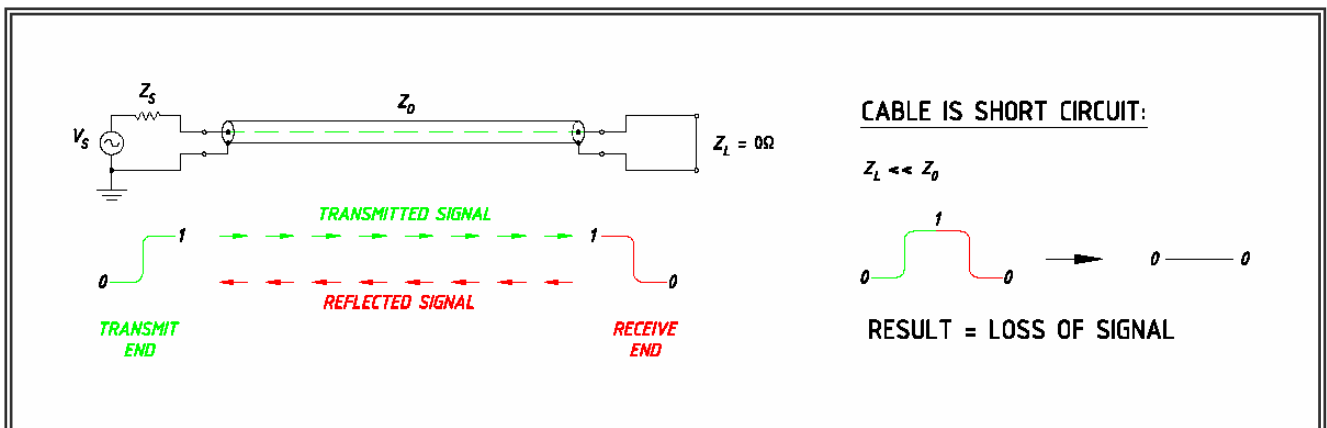 Z_S
Z_0
V_S
Z_L = 0Ω
TRANSMITTED SIGNAL
0 1
1 0
REFLECTED SIGNAL
TRANSMIT
END
RECEIVE
END
CABLE IS SHORT CIRCUIT:
Z_L << Z_0
1
0 0
0 0
RESULT = LOSS OF SIGNAL